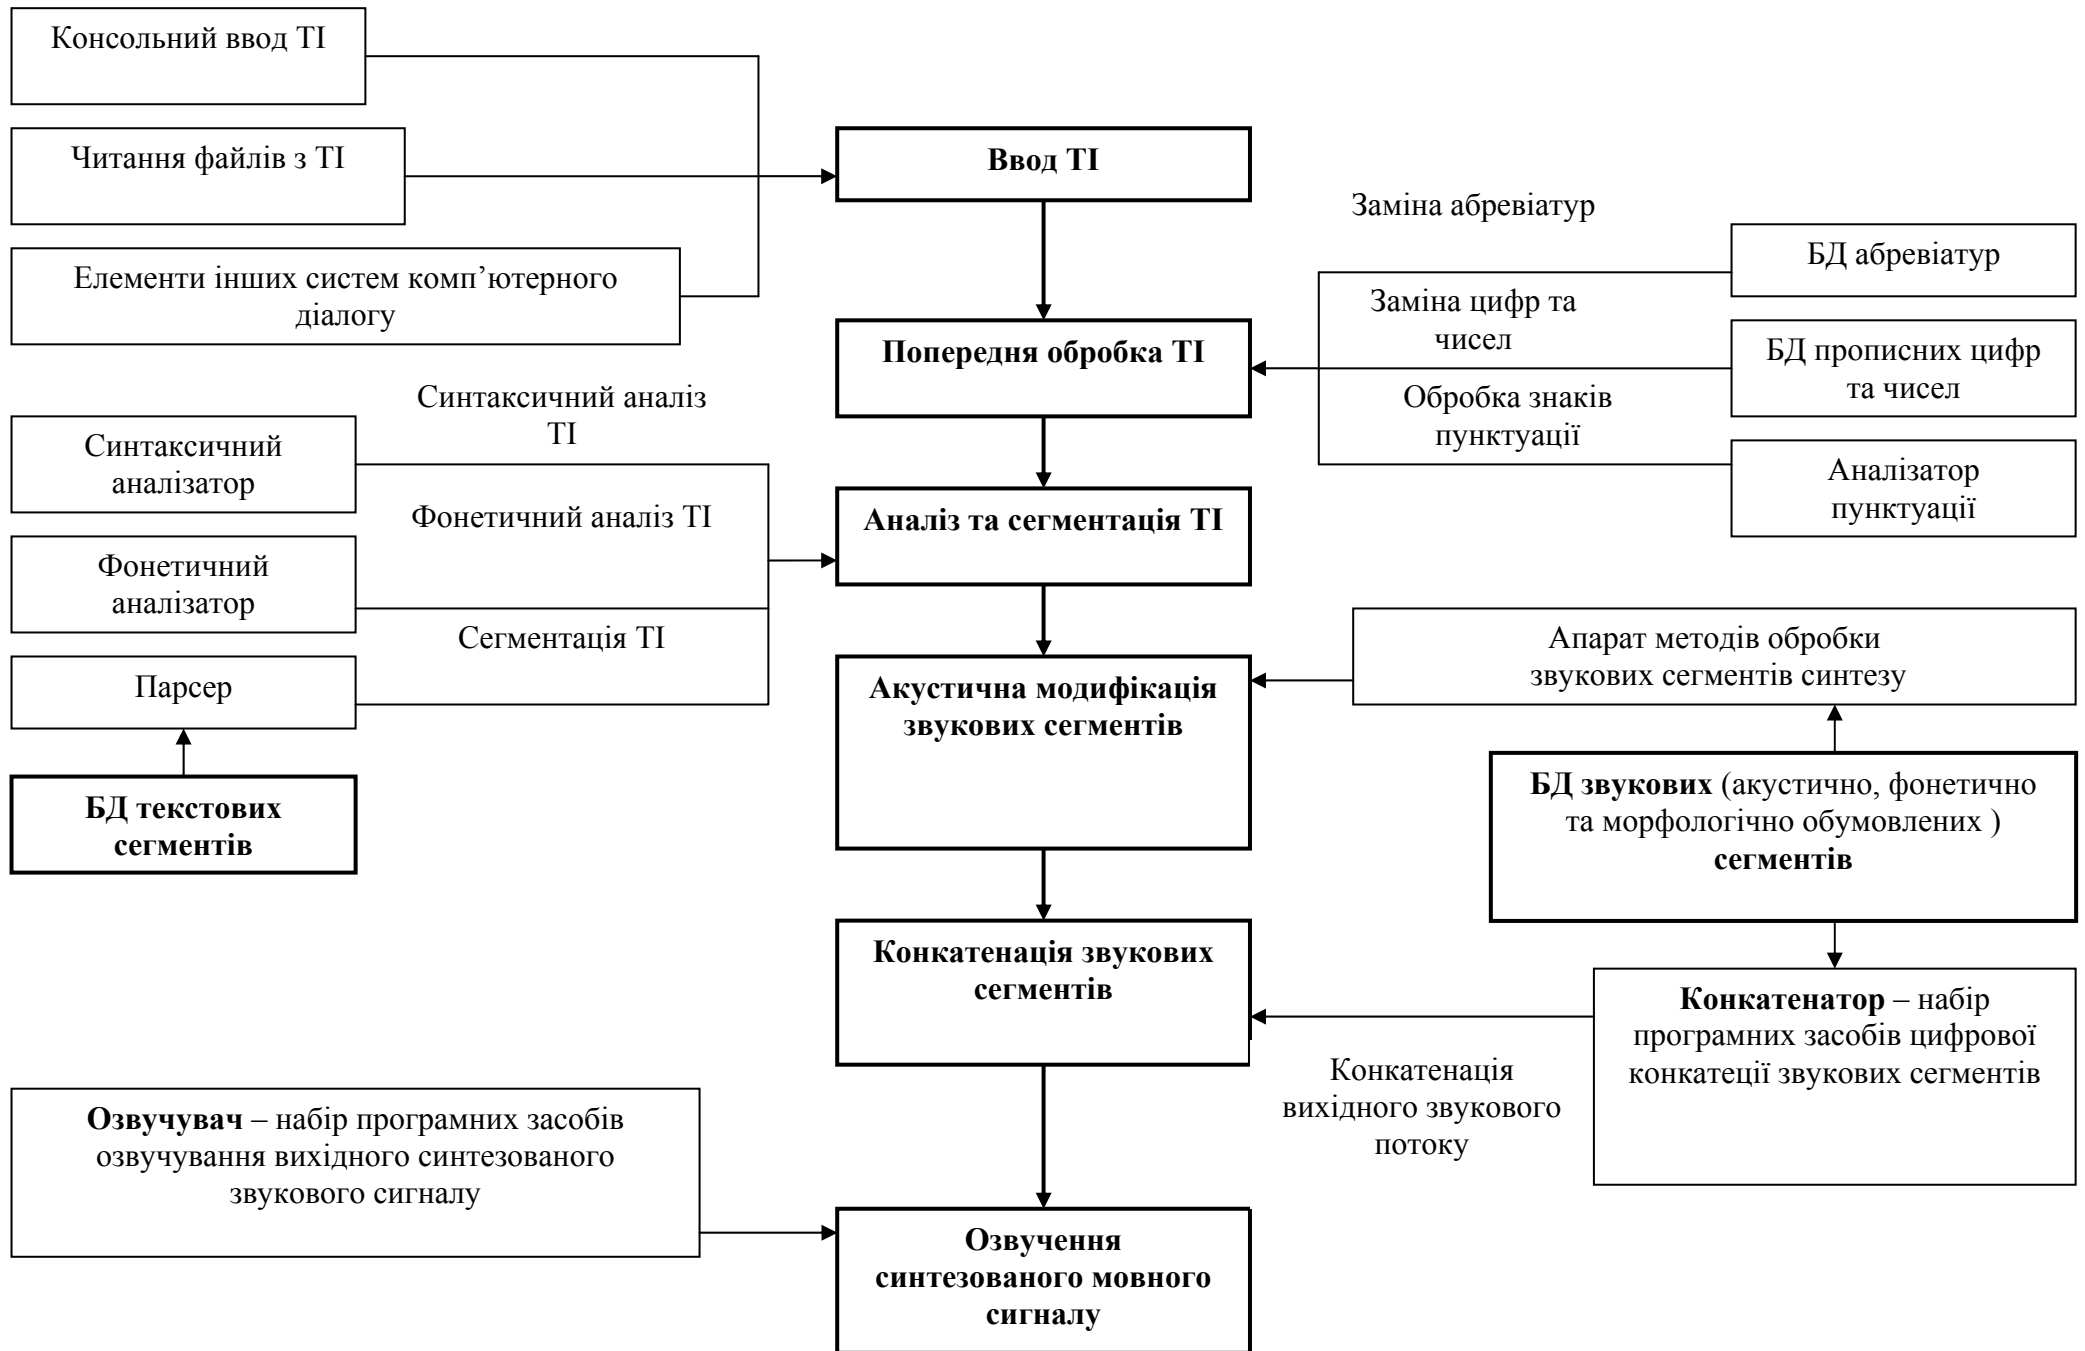 Консольний ввод ТІ
Читання файлів з ТІ
Елементи інших систем комп’ютерного
діалогу
Ввод ТІ
Заміна абревіатур
БД абревіатур
Заміна цифр та
чисел
БД прописних цифр
та чисел
Попередня обробка ТІ
Обробка знаків
пунктуації
Аналізатор
пунктуації
Синтаксичний аналіз
ТІ
Синтаксичний
аналізатор
Фонетичний аналіз ТІ
Аналіз та сегментація ТІ
Фонетичний
аналізатор
Сегментація ТІ
Парсер
БД текстових
сегментів
Акустична модифікація
звукових сегментів
Апарат методів обробки
звукових сегментів синтезу
БД звукових (акустично, фонетично
та морфологічно обумовлених )
сегментів
Конкатенація звукових
сегментів
Конкатенатор – набір
програмних засобів цифрової
конкатеції звукових сегментів
Конкатенація
вихідного звукового
потоку
Озвучувач – набір програмних засобів
озвучування вихідного синтезованого
звукового сигналу
Озвучення
синтезованого мовного
сигналу